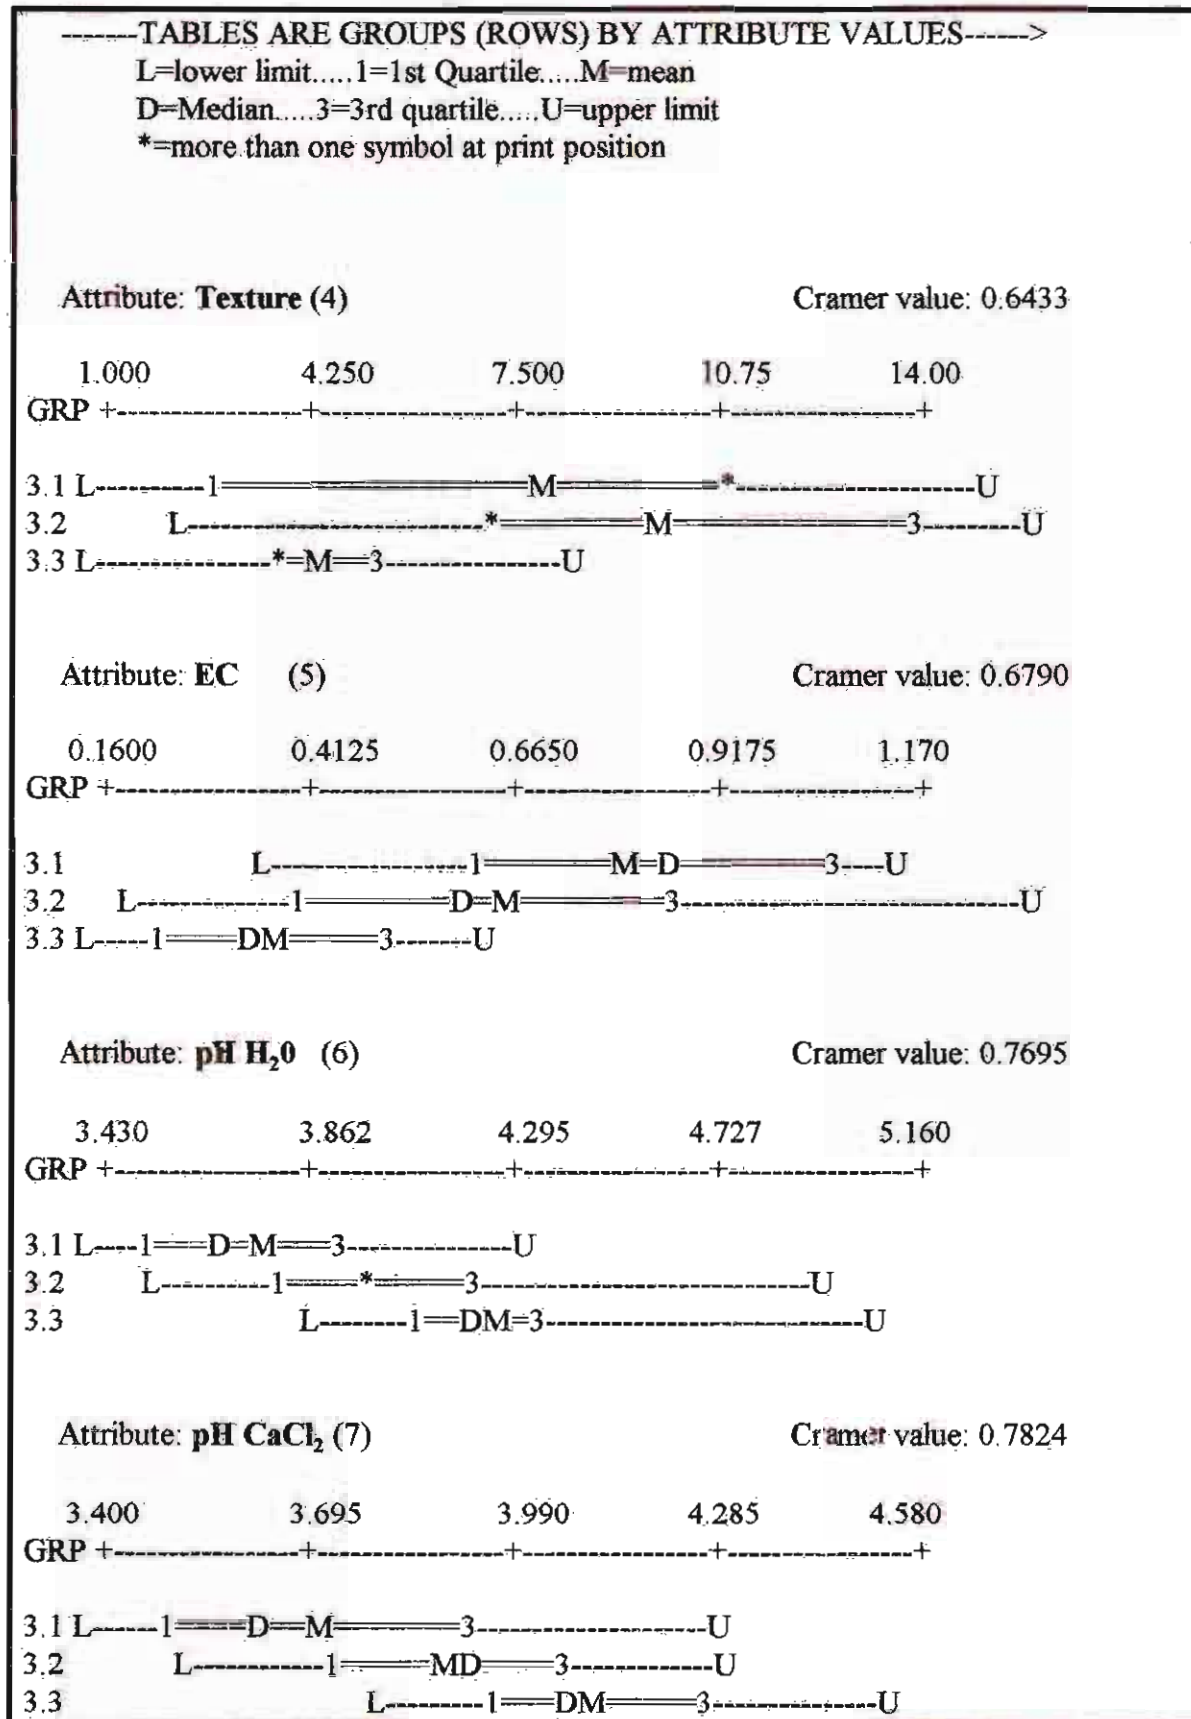 -------TABLES ARE GROUPS (ROWS) BY ATTRIBUTE VALUES------>
L=lower limit.....1=1st Quartile.....M=mean
D=Median.....3=3rd quartile.....U=upper limit
*=more than one symbol at print position
Attribute: Texture (4) Cramer value: 0.6433
1.000 4.250 7.500 10.75 14.00
GRP +------------------+------------------+------------------+------------------+
3.1 L----------1==================M==========*-----------------------U
3.2 L----------------------------*=========M===============3---------U
3.3 L----------------*=M==3-----------------U
Attribute: EC (5) Cramer value: 0.6790
0.1600 0.4125 0.6650 0.9175 1.170
GRP +------------------+------------------+------------------+------------------+
3.1 L-------------------1========M=D=========3----U
3.2 L---------------1=========D=M=========3---------------------------------U
3.3 L-----1====DM=====3-------U
Attribute: pH H₂0 (6) Cramer value: 0.7695
3.430 3.862 4.295 4.727 5.160
GRP +------------------+------------------+------------------+------------------+
3.1 L----1===D=M===3----------------U
3.2 L----------1=====*=====3-------------------------------U
3.3 L--------1==DM=3------------------------------U
Attribute: pH CaCl₂ (7) Cramer value: 0.7824
3.400 3.695 3.990 4.285 4.580
GRP +------------------+------------------+------------------+------------------+
3.1 L------1====D==M========3----------------------U
3.2 L------------1=====MD====3--------------U
3.3 L---------1===DM=====3----------------U